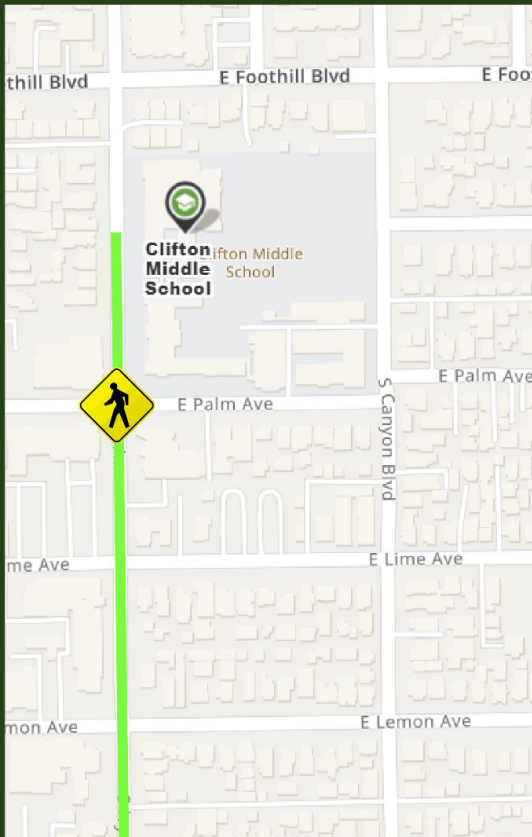 thill Blvd
E Foothill Blvd
E Foo
Clifton
Middle
School
lifton Middle
School
E Palm Ave
E Palm Ave
S Canyon Blvd
me Ave
E Lime Ave
mon Ave
E Lemon Ave